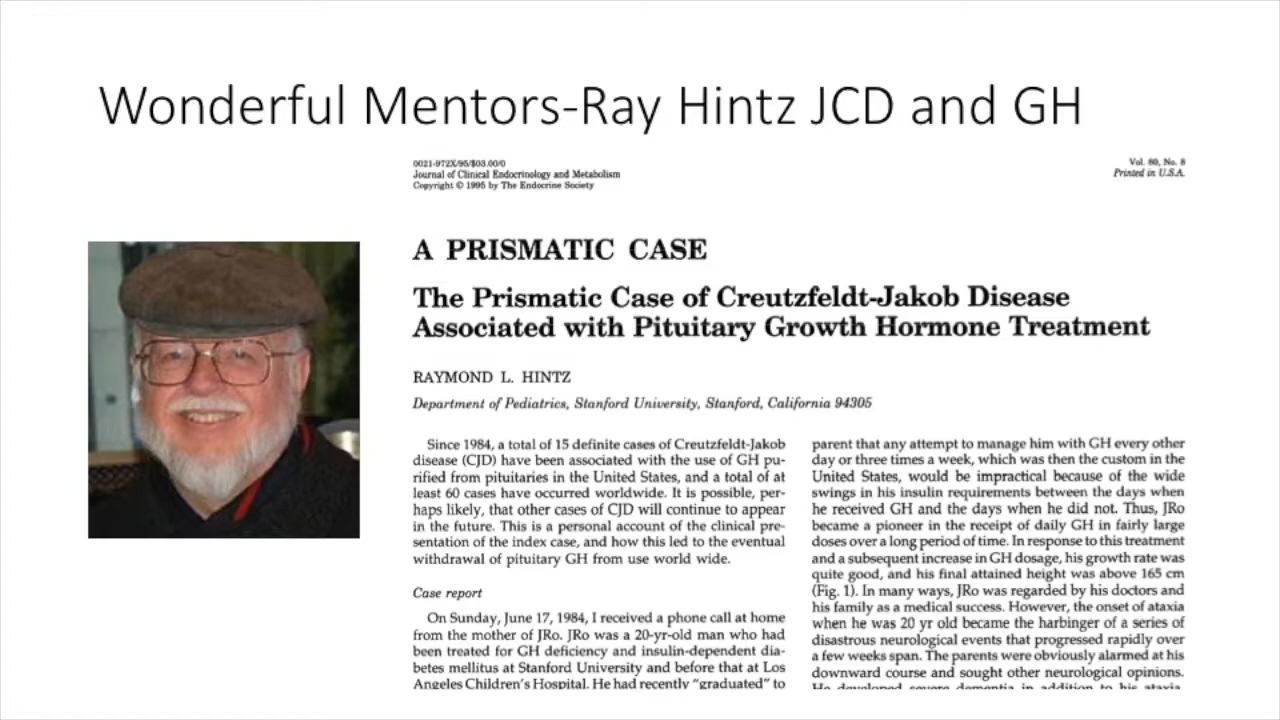 Wonderful Mentors-Ray Hintz JCD and GH
0021-972X/95/$03.00/0
Journal of Clinical Endocrinology and Metabolism
Copyright © 1995 by The Endocrine Society
Vol. 80, No. 8
Printed in U.S.A.
A PRISMATIC CASE
The Prismatic Case of Creutzfeldt-Jakob Disease
Associated with Pituitary Growth Hormone Treatment
RAYMOND L. HINTZ
Department of Pediatrics, Stanford University, Stanford, California 94305
Since 1984, a total of 15 definite cases of Creutzfeldt-Jakob
disease (CJD) have been associated with the use of GH pu-
rified from pituitaries in the United States, and a total of at
least 60 cases have occurred worldwide. It is possible, per-
haps likely, that other cases of CJD will continue to appear
in the future. This is a personal account of the clinical pre-
sentation of the index case, and how this led to the eventual
withdrawal of pituitary GH from use world wide.
Case report
On Sunday, June 17, 1984, I received a phone call at home
from the mother of JRo. JRo was a 20-yr-old man who had
been treated for GH deficiency and insulin-dependent dia-
betes mellitus at Stanford University and before that at Los
Angeles Children's Hospital. He had recently "graduated" to
parent that any attempt to manage him with GH every other
day or three times a week, which was then the custom in the
United States, would be impractical because of the wide
swings in his insulin requirements between the days when
he received GH and the days when he did not. Thus, JRo
became a pioneer in the receipt of daily GH in fairly large
doses over a long period of time. In response to this treatment
and a subsequent increase in GH dosage, his growth rate was
quite good, and his final attained height was above 165 cm
(Fig. 1). In many ways, JRo was regarded by his doctors and
his family as a medical success. However, the onset of ataxia
when he was 20 yr old became the harbinger of a series of
disastrous neurological events that progressed rapidly over
a few weeks span. The parents were obviously alarmed at his
downward course and sought other neurological opinions.
He developed severe dementia in addition to his ataxia,